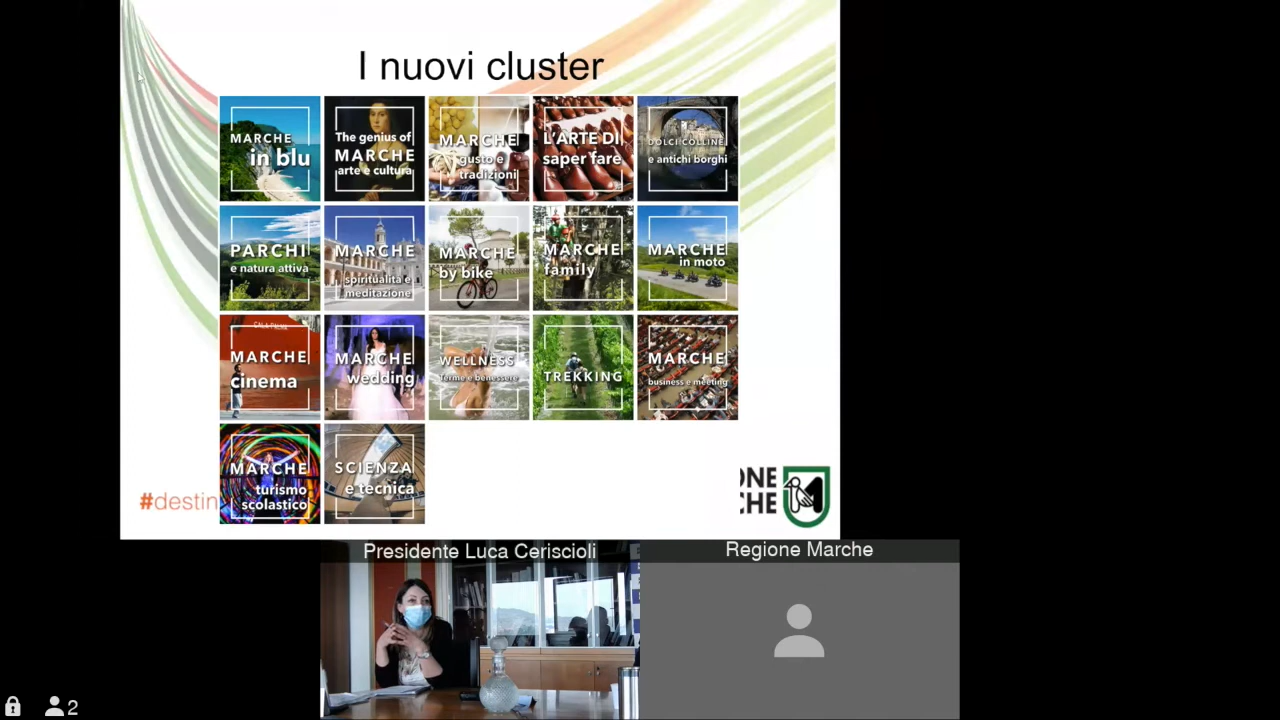 I nuovi cluster
MARCHE
in blu
The genius of
MARCHE
arte e cultura
MARCHE
gusto e
tradizioni
L'ARTE DI
saper fare
DOLCI COLLINE
e antichi borghi
PARCHI
e natura attiva
MARCHE
spiritualità e
meditazione
MARCHE
by bike
MARCHE
family
MARCHE
in moto
MARCHE
cinema
MARCHE
wedding
WELLNESS
terme e benessere
TREKKING
MARCHE
business e meeting
MARCHE
turismo
scolastico
SCIENZA
e tecnica
#destin
ONE
CHE
Presidente Luca Ceriscioli
Regione Marche
2